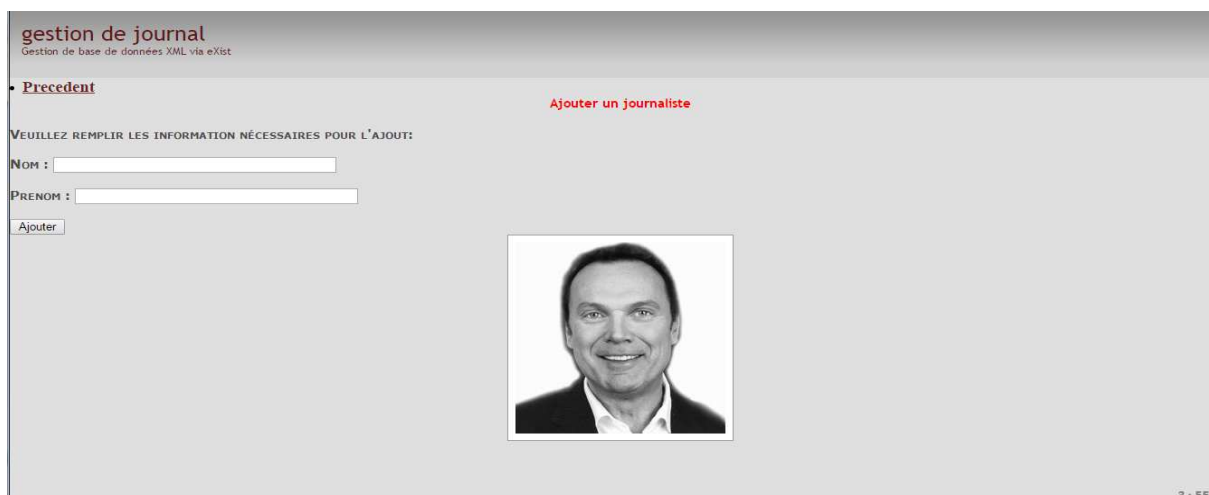 gestion de journal
Gestion de base de données XML via eXist
Precedent
Ajouter un journaliste
VEUILLEZ REMPLIR LES INFORMATION NÉCESSAIRES POUR L'AJOUT:
NOM :
PRENOM :
Ajouter